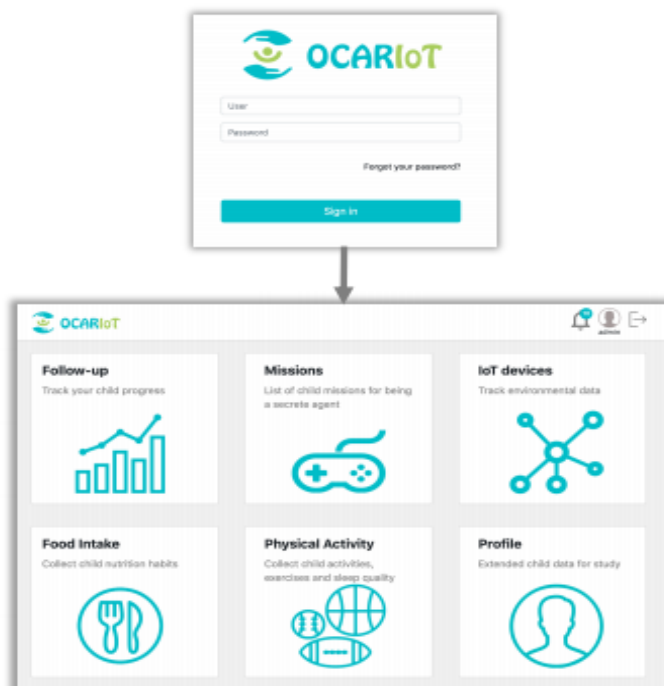 OCARIoT
User
Password
Forget your password?
Sign in
OCARIoT
ADMIN
Follow-up
Track your child progress
Missions
List of child missions for being
a secrete agent
IoT devices
Track environmental data
Food Intake
Collect child nutrition habits
Physical Activity
Collect child activities,
exercises and sleep quality
Profile
Extended child data for study